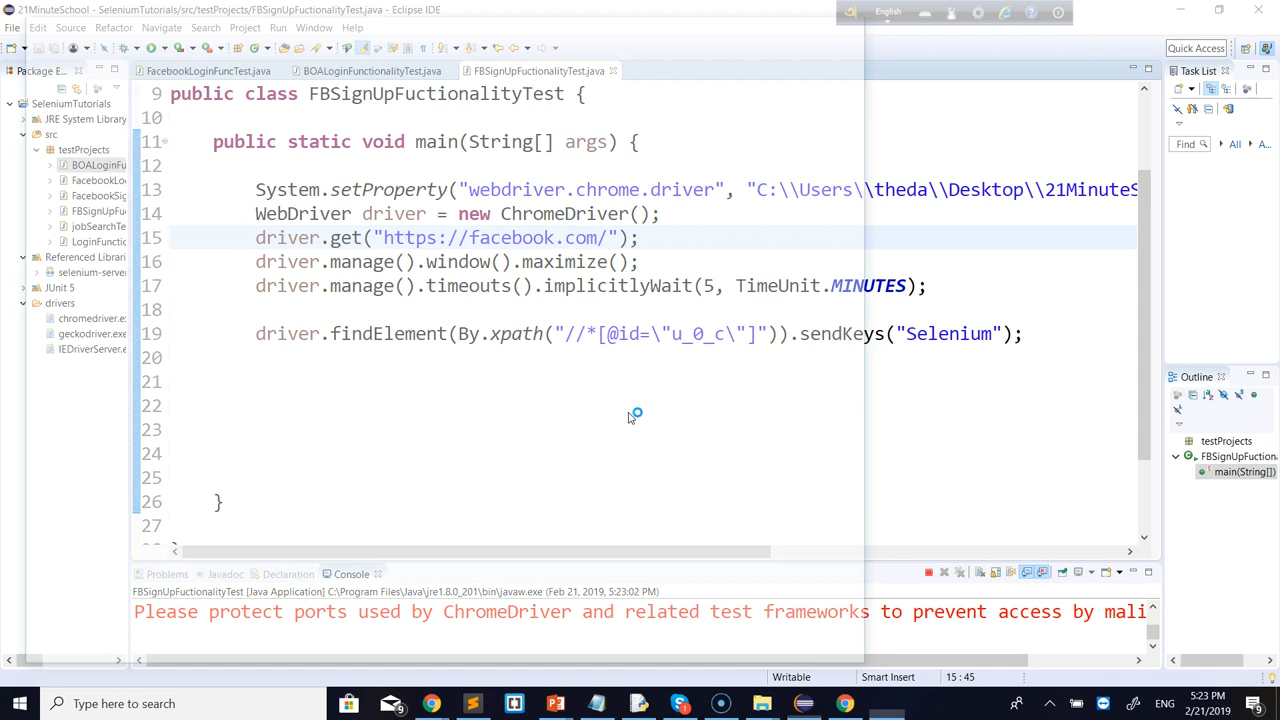 21MinuteSchool - SeleniumTutorials/src/testProjects/FBSignUpFuctionalityTest.java - Eclipse IDE
English
File Edit Source Refactor Navigate Search Project Run Window Help
Quick Access
Package E...
FacebookLoginFuncTest.java
BOALoginFunctionalityTest.java
FBSignUpFuctionalityTest.java
Task List
SeleniumTutorials
JRE System Library
src
testProjects
BOALoginFu
FacebookLo
FacebookSig
FBSignUpFu
jobSearchTe
LoginFunctio
Referenced Librari
selenium-server
JUnit 5
drivers
chromedriver.exe
geckodriver.exe
IEDriverServer.e
9 public class FBSignUpFuctionalityTest {
10
11 public static void main(String[] args) {
12
13 System.setProperty("webdriver.chrome.driver", "C:\\Users\\theda\\Desktop\\21MinuteS
14 WebDriver driver = new ChromeDriver();
15 driver.get("https://facebook.com/");
16 driver.manage().window().maximize();
17 driver.manage().timeouts().implicitlyWait(5, TimeUnit.MINUTES);
18
19 driver.findElement(By.xpath("//*[@id=\"u_0_c\"]")).sendKeys("Selenium");
20
21
22
23
24
25
26 }
27
Find All A...
Outline
testProjects
FBSignUpFuction
main(String[])
Problems Javadoc Declaration Console
FBSignUpFuctionalityTest [Java Application] C:\Program Files\Java\jre1.8.0_201\bin\javaw.exe (Feb 21, 2019, 5:23:02 PM)
Please protect ports used by ChromeDriver and related test frameworks to prevent access by mali
Writable Smart Insert 15 : 45
Type here to search
9
ENG
5:23 PM
2/21/2019
9